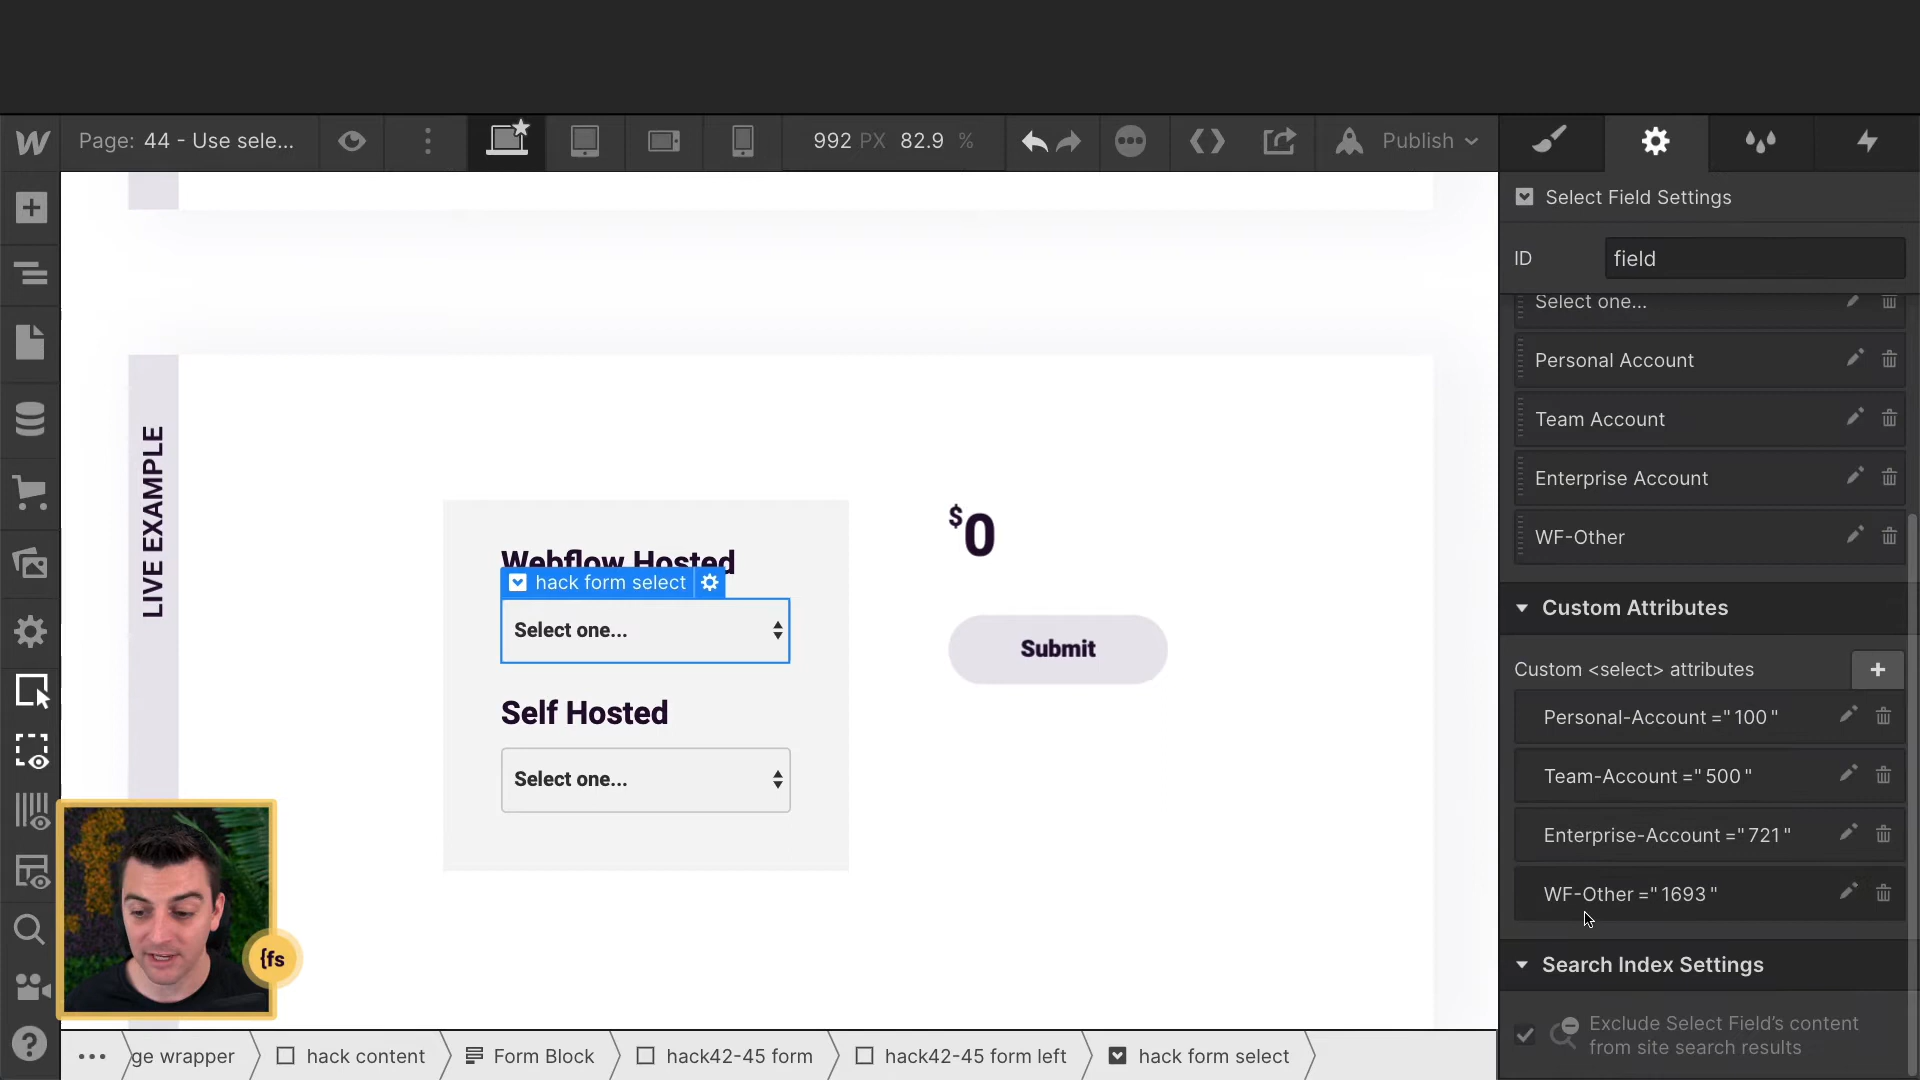 Page: 44 - Use sele...
992 PX 82.9 %
Publish
Select Field Settings
ID
field
Select one...
Personal Account
Team Account
Enterprise Account
WF-Other
Custom Attributes
Custom <select> attributes
Personal-Account ="100"
Team-Account ="500"
Enterprise-Account ="721"
WF-Other ="1693"
Search Index Settings
Exclude Select Field's content
from site search results
LIVE EXAMPLE
Webflow Hosted
hack form select
Select one...
Self Hosted
Select one...
$0
Submit
{fs
ge wrapper
hack content
Form Block
hack42-45 form
hack42-45 form left
hack form select